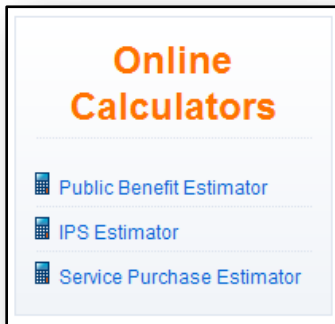 Online
Calculators
Public Benefit Estimator
IPS Estimator
Service Purchase Estimator